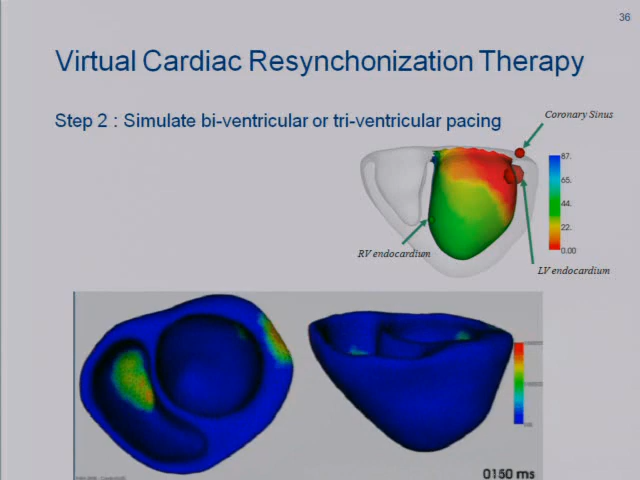 36
Virtual Cardiac Resynchonization Therapy
Step 2 : Simulate bi-ventricular or tri-ventricular pacing
Coronary Sinus
87.
65.
44.
22.
0.00
RV endocardium
LV endocardium
0150 ms